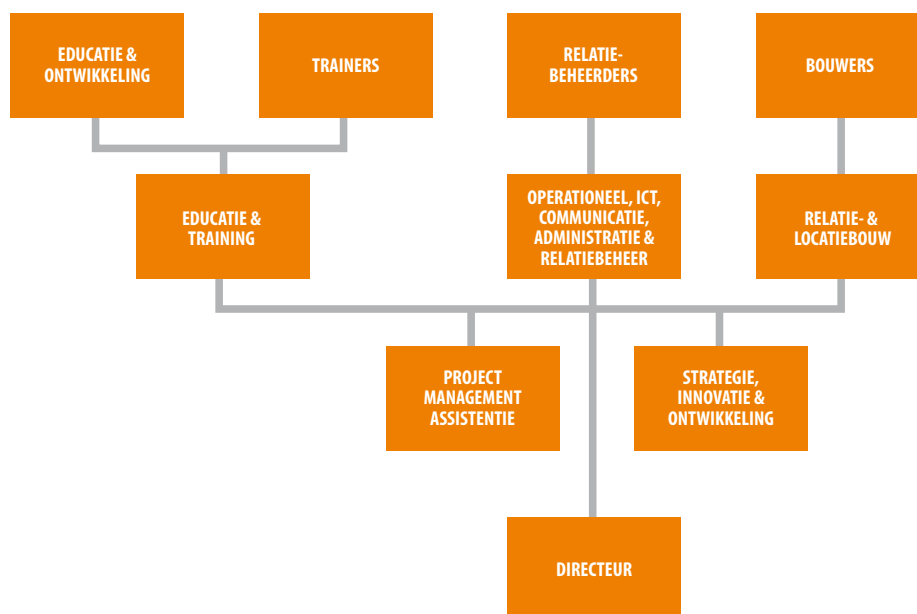 EDUCATIE &
ONTWIKKELING
TRAINERS
RELATIE-
BEHEERDERS
BOUWERS
EDUCATIE &
TRAINING
OPERATIONEEL, ICT,
COMMUNICATIE,
ADMINISTRATIE &
RELATIEBEHEER
RELATIE- &
LOCATIEBOUW
PROJECT
MANAGEMENT
ASSISTENTIE
STRATEGIE,
INNOVATIE &
ONTWIKKELING
DIRECTEUR